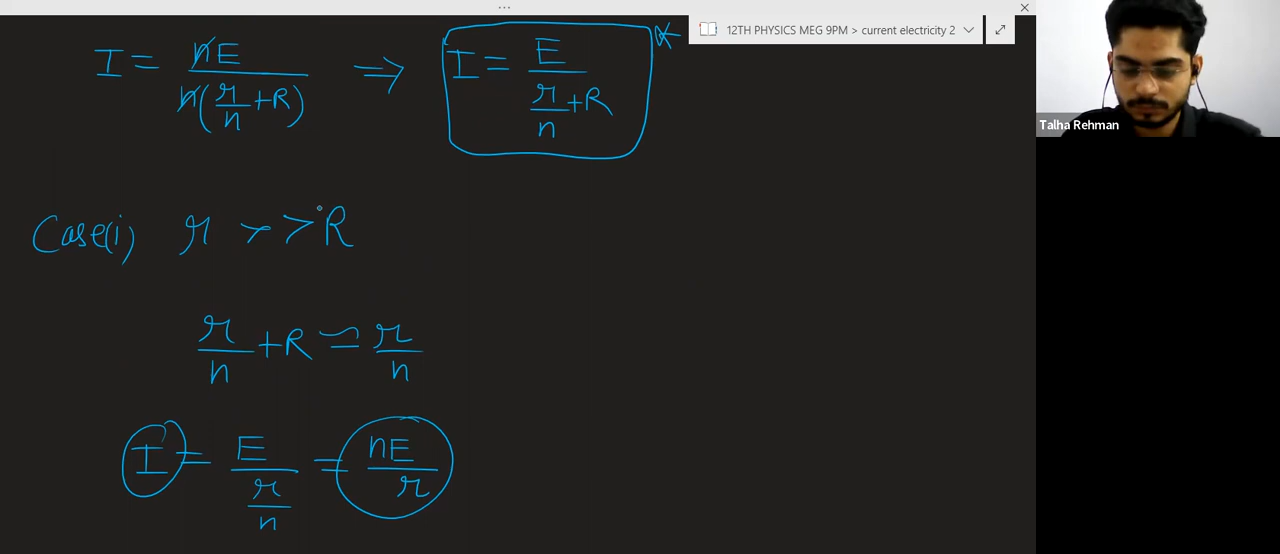 12TH PHYSICS MEG 9PM > current electricity 2
I = nE / n(r/n + R) ⇒ I = E / (r/n + R) *
Talha Rehman
Case(i) r >> R
r/n + R ≃ r/n
I = E / (r/n) = nE / r